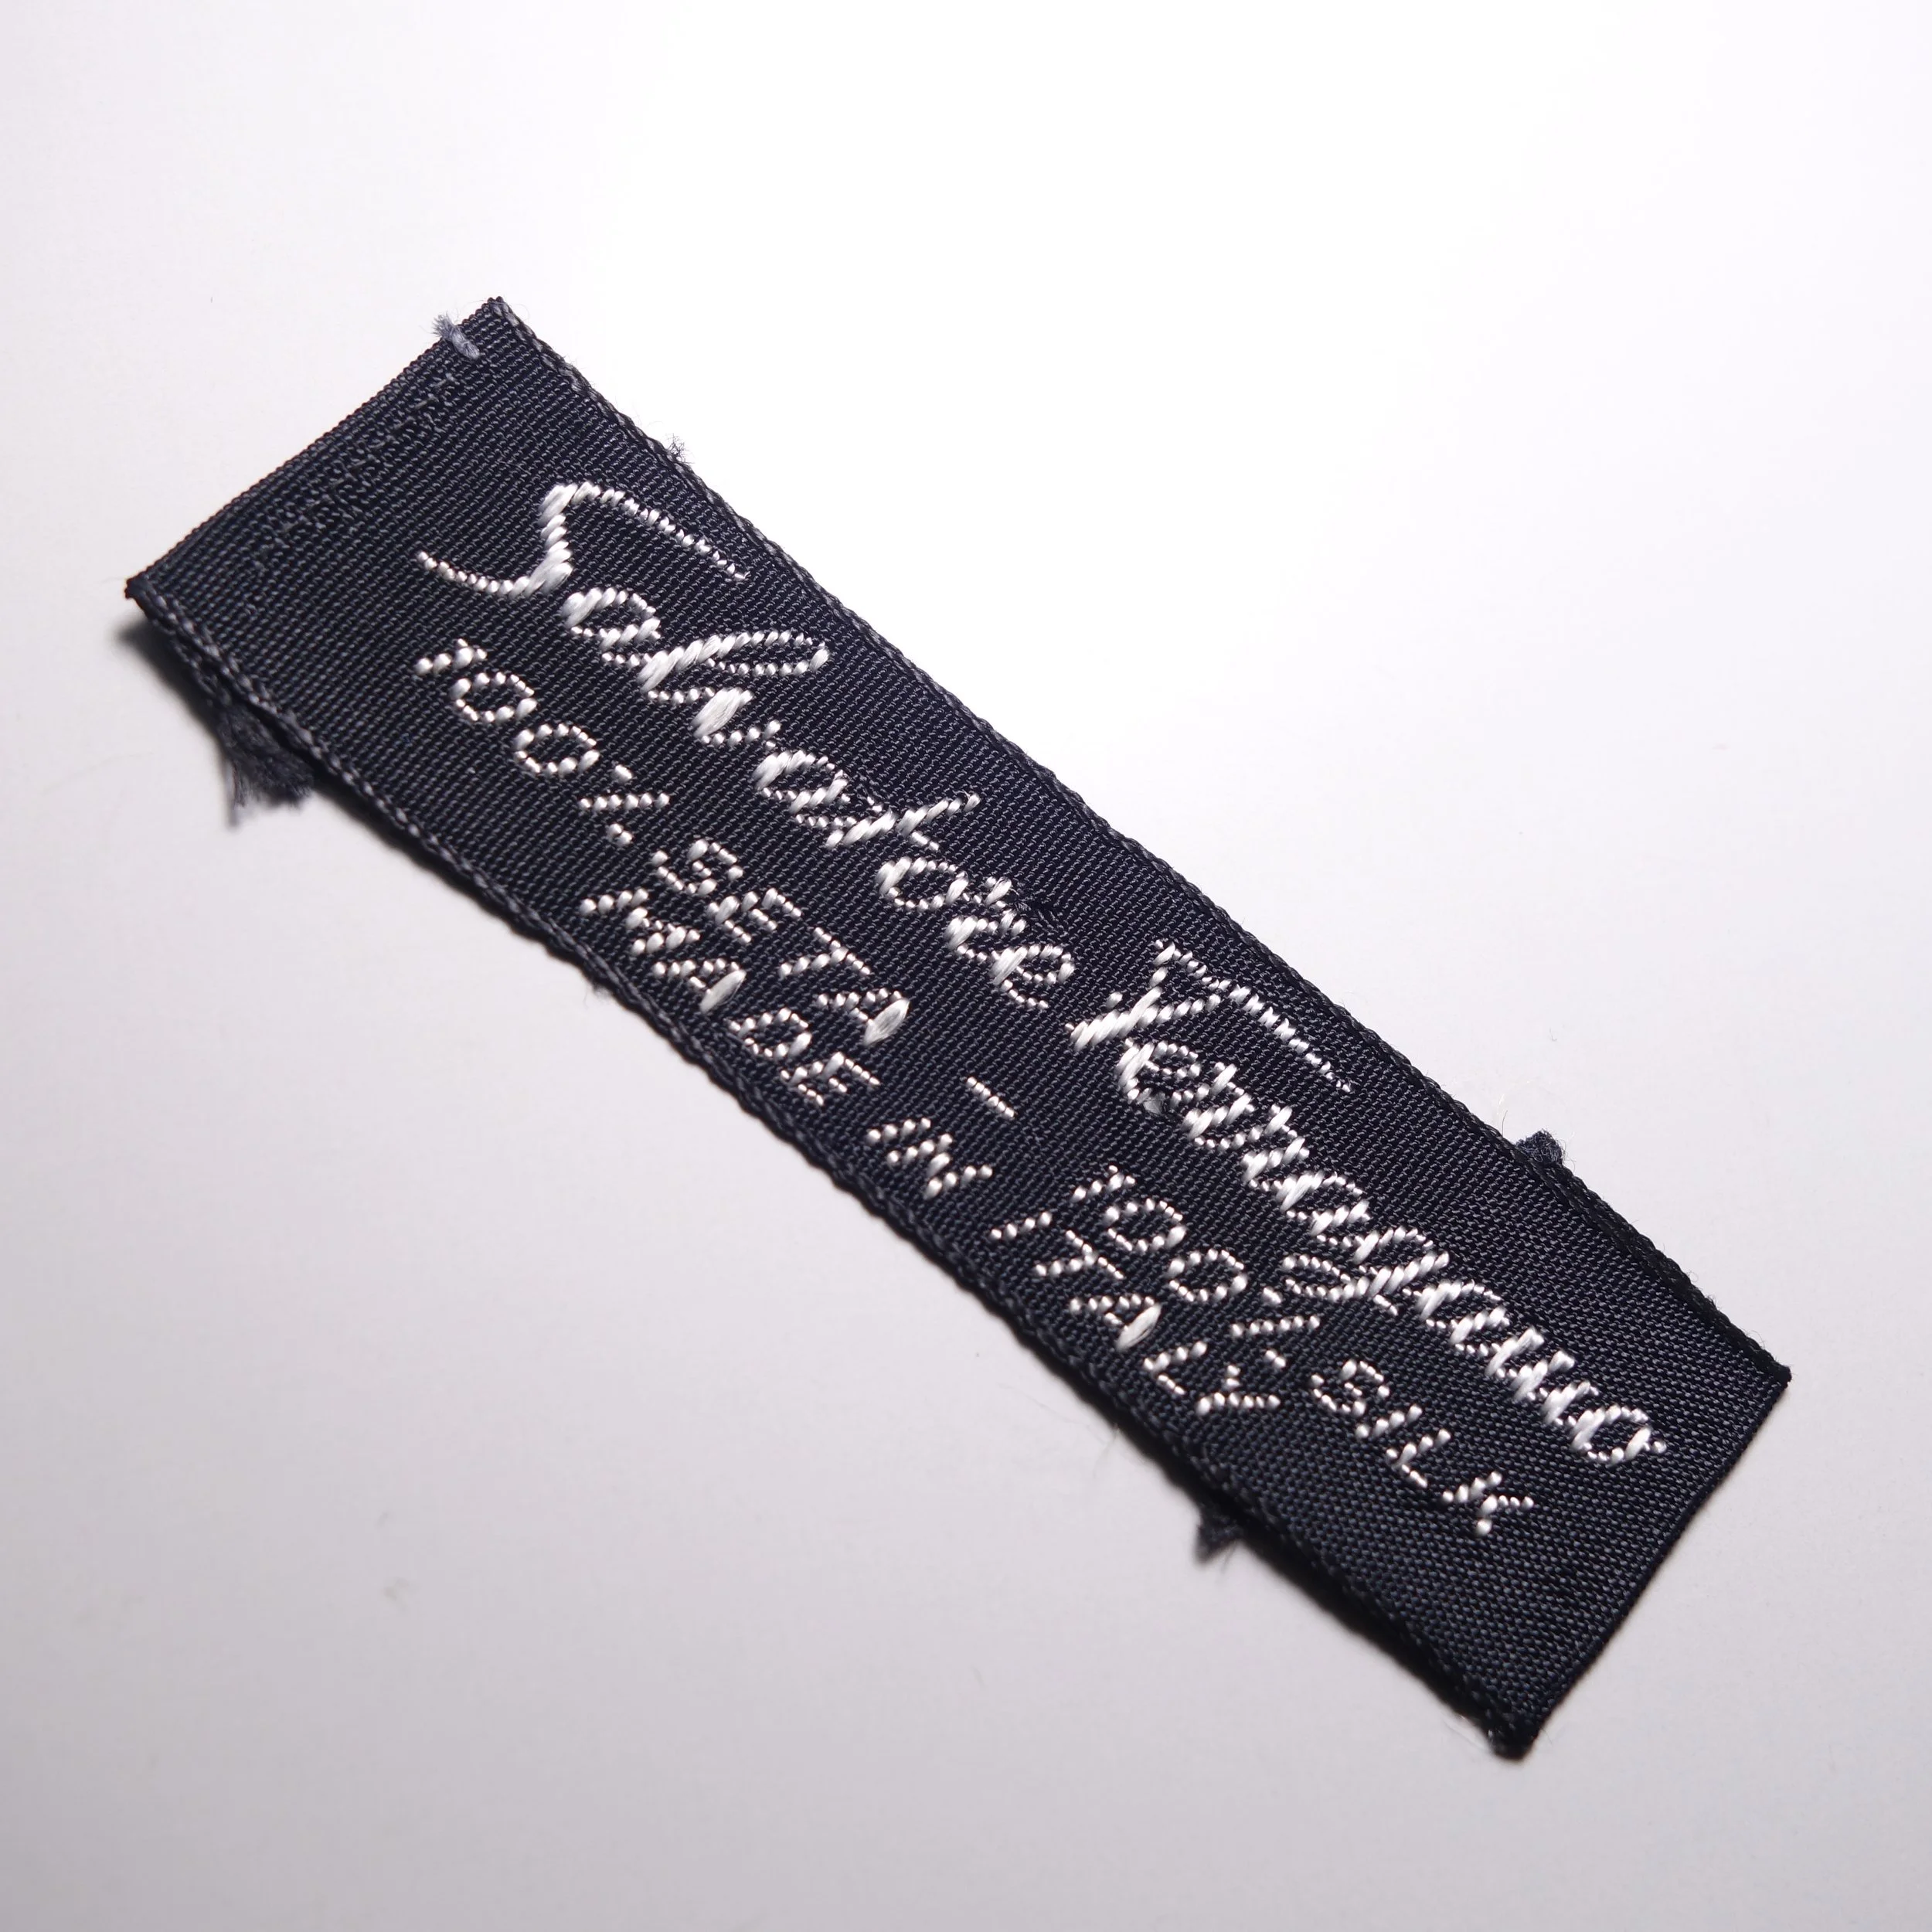 Salvatore Ferragamo
100% SETA - 100% SILK
MADE IN ITALY